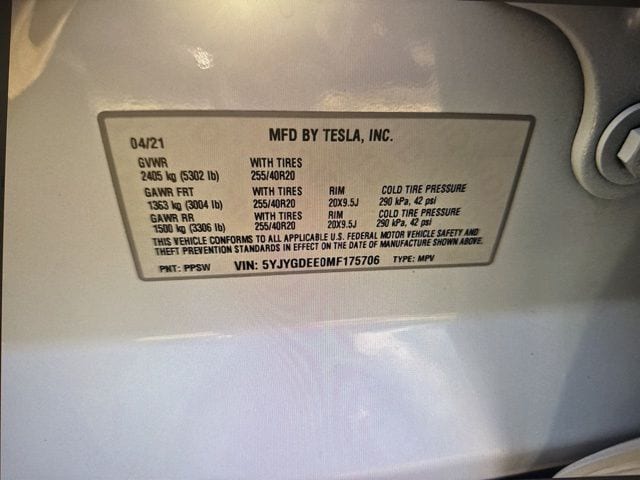 04/21 MFD BY TESLA, INC.
GVWR WITH TIRES
2405 kg (5302 lb) 255/40R20
GAWR FRT WITH TIRES RIM COLD TIRE PRESSURE
1363 kg (3004 lb) 255/40R20 20X9.5J 290 kPa, 42 psi
GAWR RR WITH TIRES RIM COLD TIRE PRESSURE
1500 kg (3306 lb) 255/40R20 20X9.5J 290 kPa, 42 psi
THIS VEHICLE CONFORMS TO ALL APPLICABLE U.S. FEDERAL MOTOR VEHICLE SAFETY AND
THEFT PREVENTION STANDARDS IN EFFECT ON THE DATE OF MANUFACTURE SHOWN ABOVE.
PNT: PPSW VIN: 5YJYGDEE0MF175706 TYPE: MPV